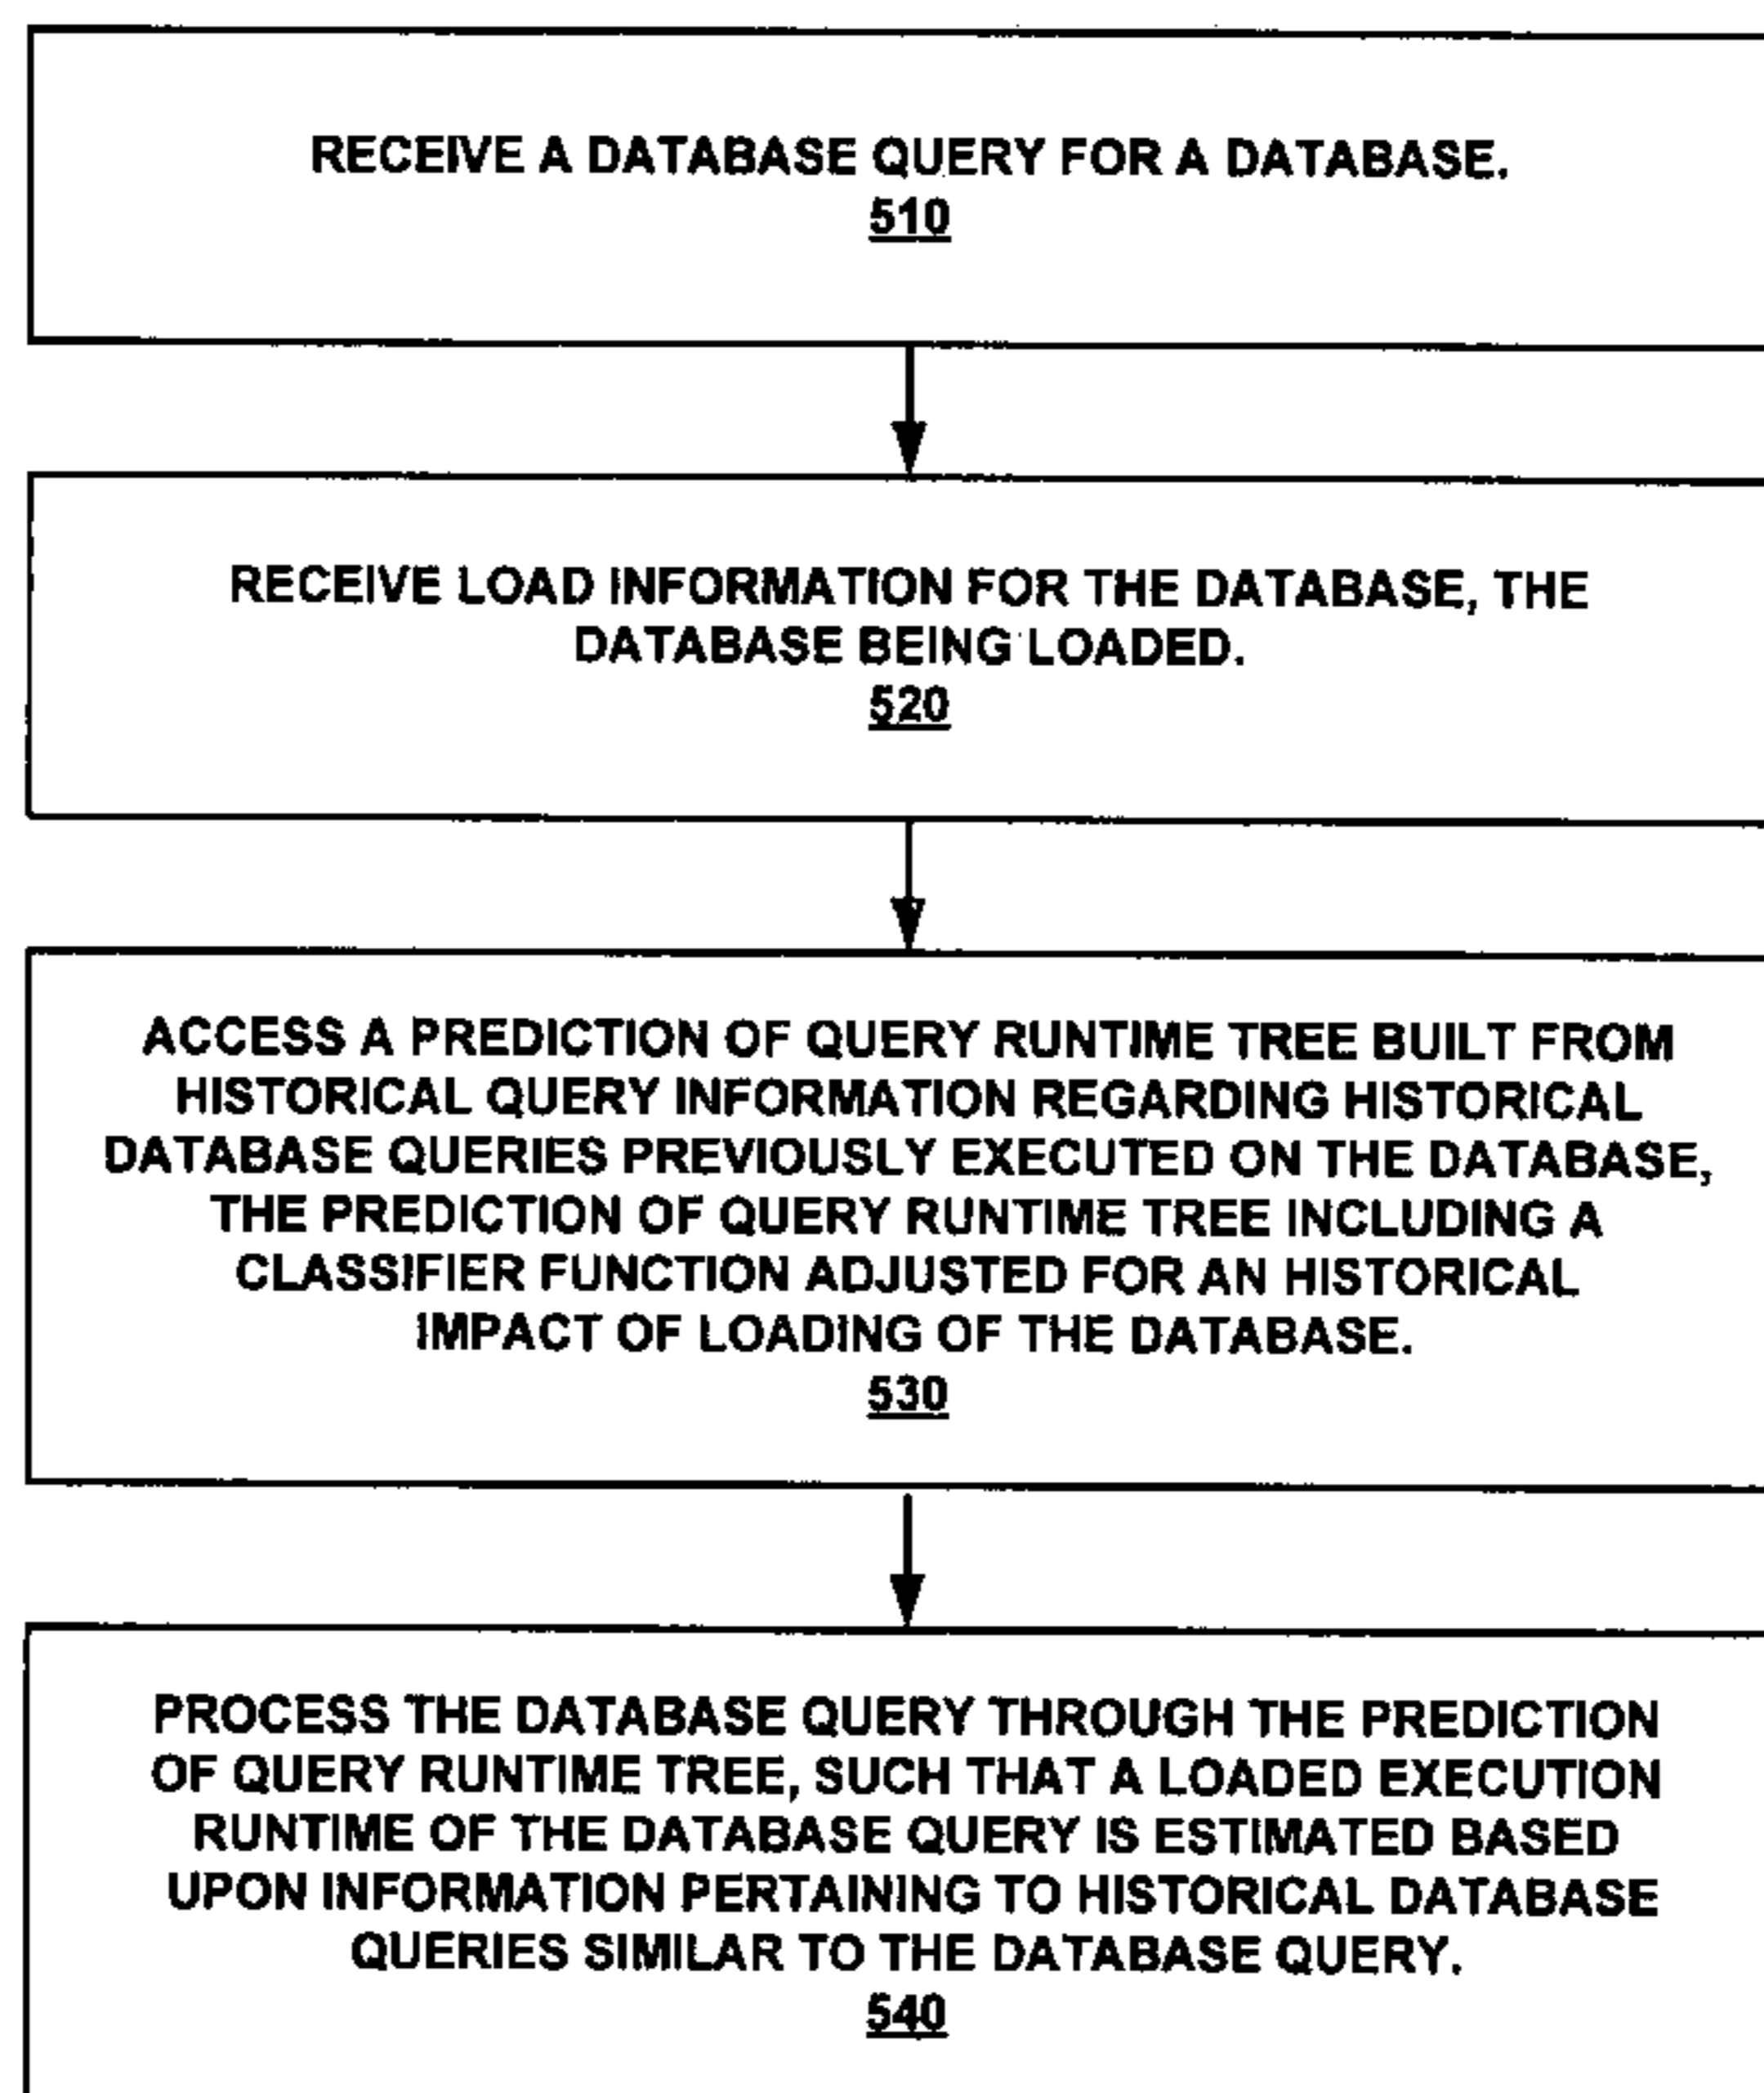 RECEIVE A DATABASE QUERY FOR A DATABASE.
510
RECEIVE LOAD INFORMATION FOR THE DATABASE, THE
DATABASE BEING LOADED.
520
ACCESS A PREDICTION OF QUERY RUNTIME TREE BUILT FROM
HISTORICAL QUERY INFORMATION REGARDING HISTORICAL
DATABASE QUERIES PREVIOUSLY EXECUTED ON THE DATABASE,
THE PREDICTION OF QUERY RUNTIME TREE INCLUDING A
CLASSIFIER FUNCTION ADJUSTED FOR AN HISTORICAL
IMPACT OF LOADING OF THE DATABASE.
530
PROCESS THE DATABASE QUERY THROUGH THE PREDICTION
OF QUERY RUNTIME TREE, SUCH THAT A LOADED EXECUTION
RUNTIME OF THE DATABASE QUERY IS ESTIMATED BASED
UPON INFORMATION PERTAINING TO HISTORICAL DATABASE
QUERIES SIMILAR TO THE DATABASE QUERY.
540